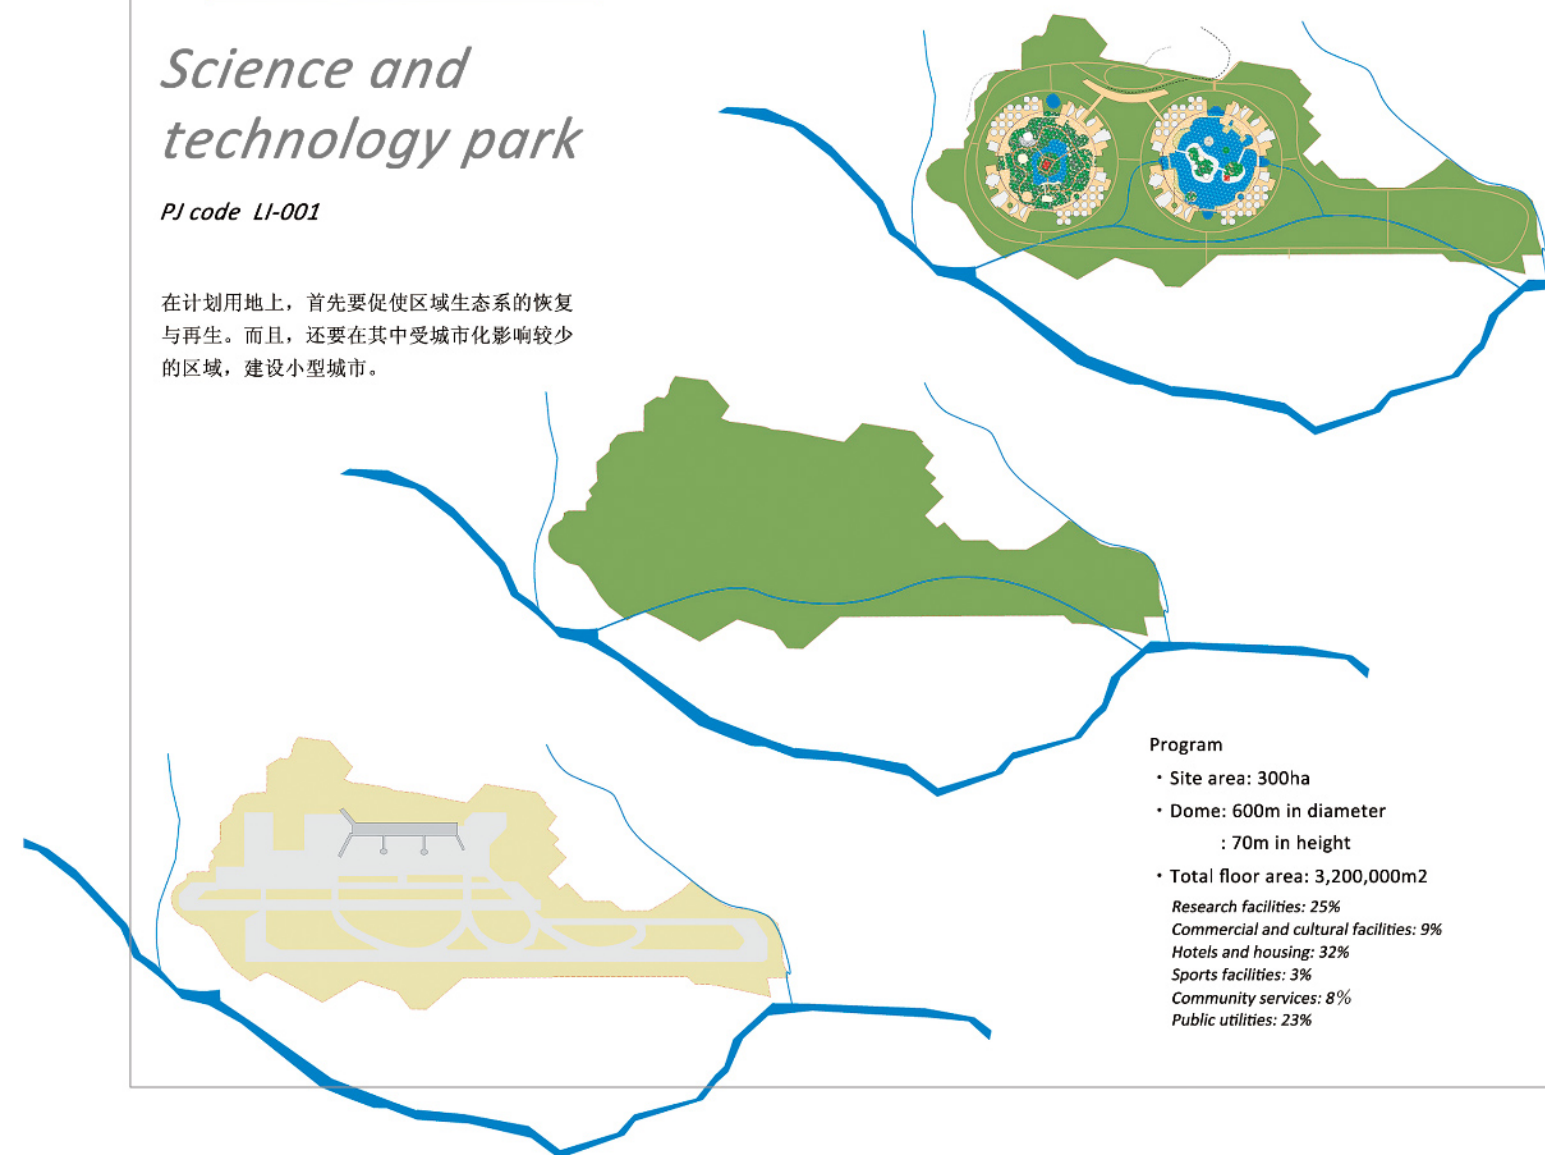 Science and
technology park
PJ code LI-001
在计划用地上，首先要促使区域生态系的恢复
与再生。而且，还要在其中受城市化影响较少
的区域，建设小型城市。
Program
・Site area: 300ha
・Dome: 600m in diameter
: 70m in height
・Total floor area: 3,200,000m2
Research facilities: 25%
Commercial and cultural facilities: 9%
Hotels and housing: 32%
Sports facilities: 3%
Community services: 8%
Public utilities: 23%